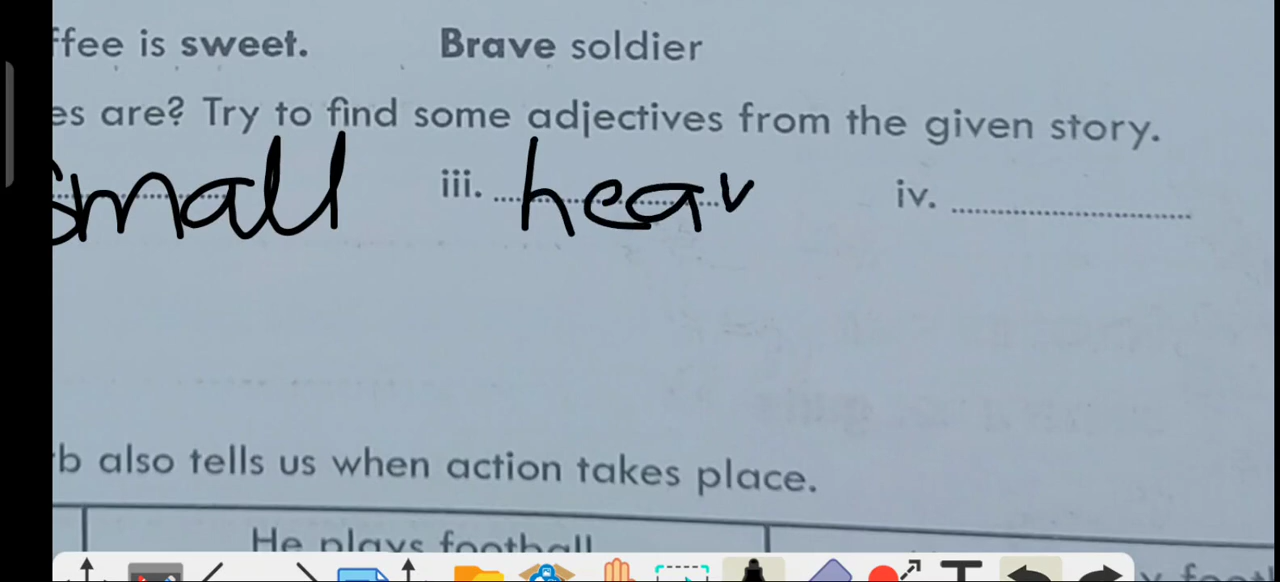 ffee is sweet. Brave soldier
es are? Try to find some adjectives from the given story.
small iii. heav iv.
b also tells us when action takes place.
He plays football